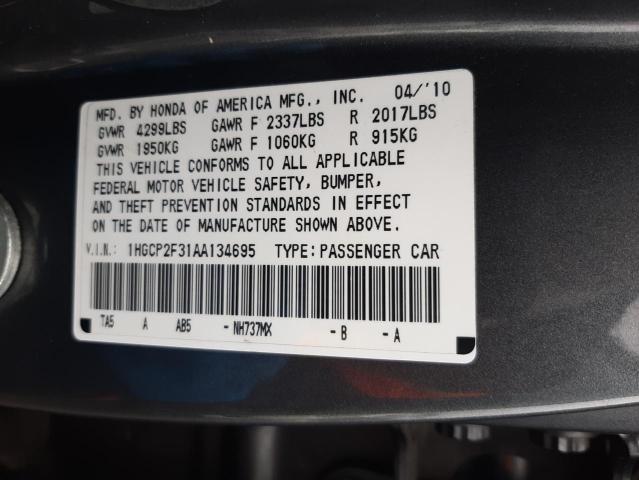 MFD. BY HONDA OF AMERICA MFG., INC. 04/'10
GVWR 4299LBS GAWR F 2337LBS R 2017LBS
GVWR 1950KG GAWR F 1060KG R 915KG
THIS VEHICLE CONFORMS TO ALL APPLICABLE
FEDERAL MOTOR VEHICLE SAFETY, BUMPER,
AND THEFT PREVENTION STANDARDS IN EFFECT
ON THE DATE OF MANUFACTURE SHOWN ABOVE.
V.I.N.: 1HGCP2F31AA134695 TYPE:PASSENGER CAR
TA5 A AB5 -NH737MX -B -A